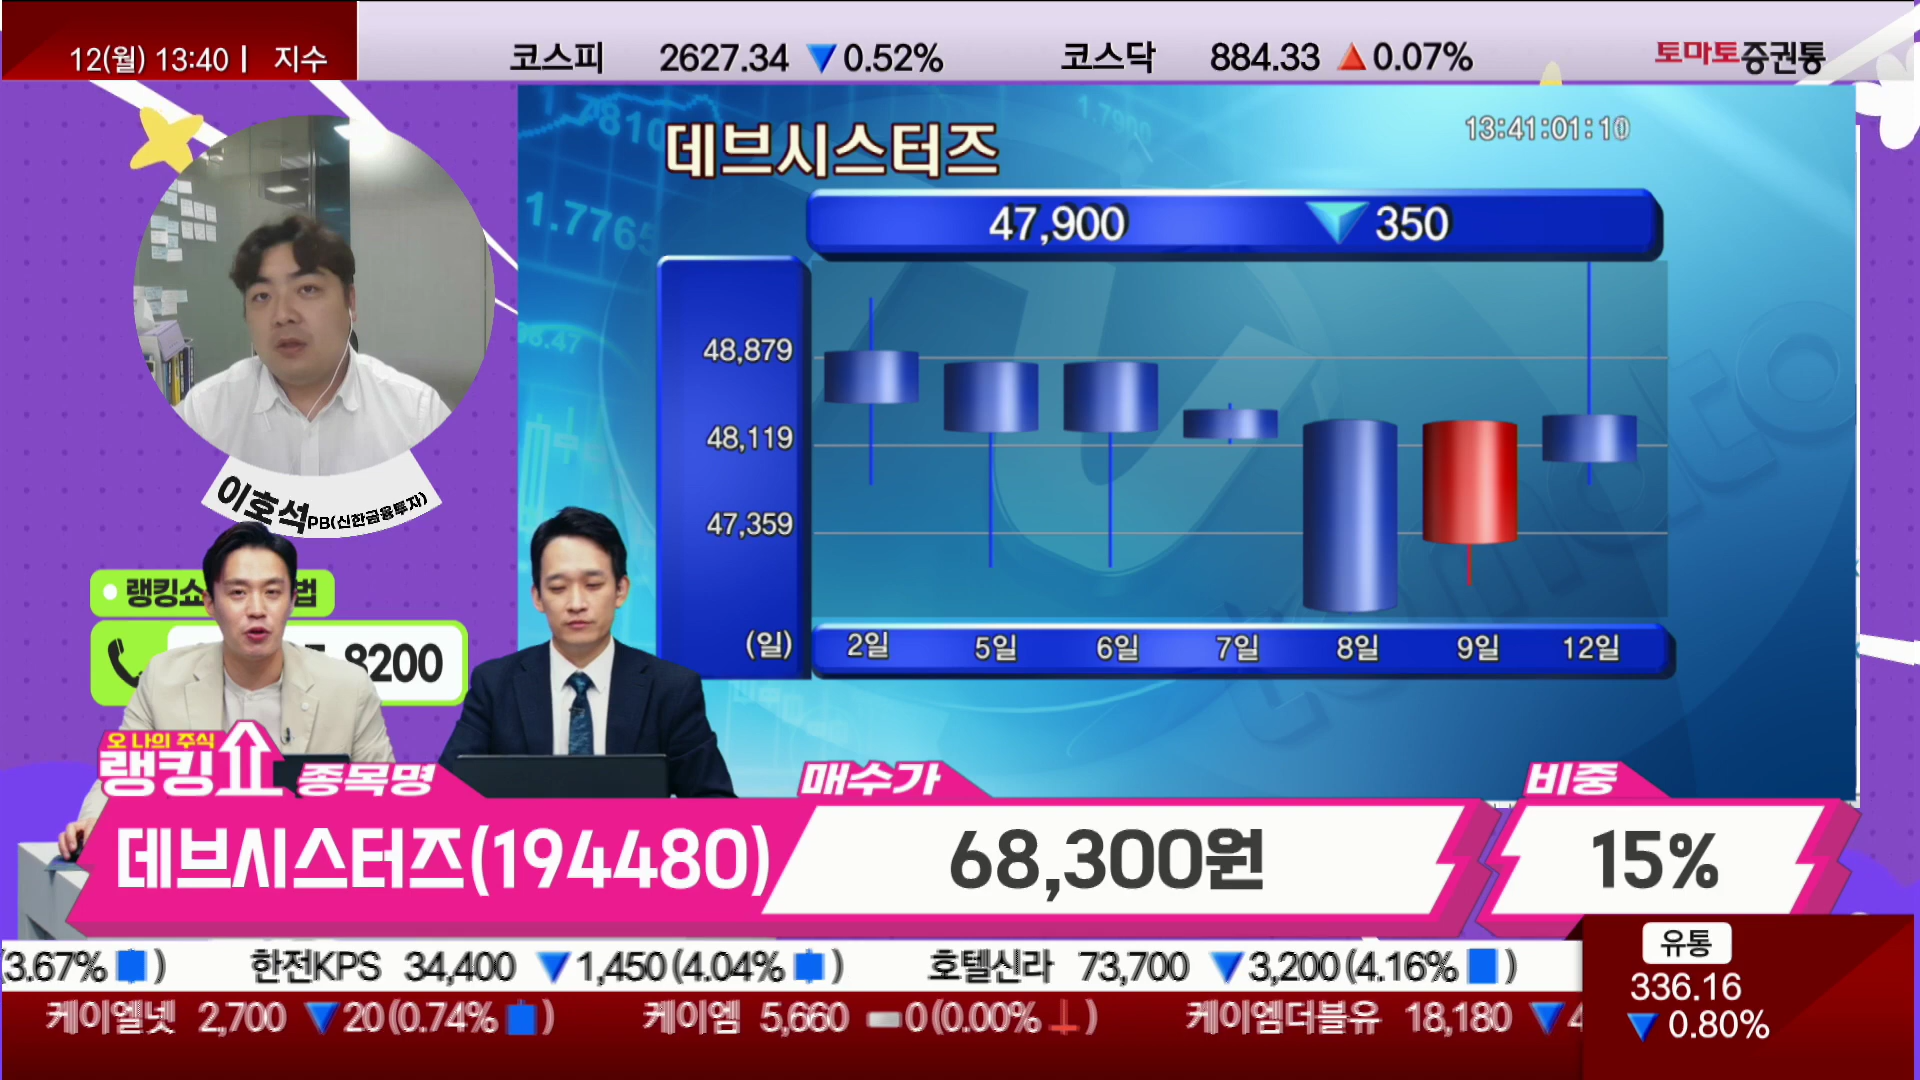 12(월) 13:40 | 지수
코스피 2627.34 ▼0.52% 코스닥 884.33 ▲0.07%
토마토증권통
데브시스터즈
13:41:01:10
47,900 ▼ 350
48,879
48,119
47,359
(일) 2일 5일 6일 7일 8일 9일 12일
이호석 PB(신한금융투자)
랭킹쇼 법
8200
오 나의 주식
랭킹쇼 종목명 매수가 비중
데브시스터즈(194480) 68,300원 15%
(3.67% ) 한전KPS 34,400 ▼1,450(4.04% ) 호텔신라 73,700 ▼3,200(4.16% )
케이엘넷 2,700 ▼20(0.74% ) 케이엠 5,660 0(0.00% ) 케이엠더블유 18,180 ▼4
유통
336.16
▼ 0.80%